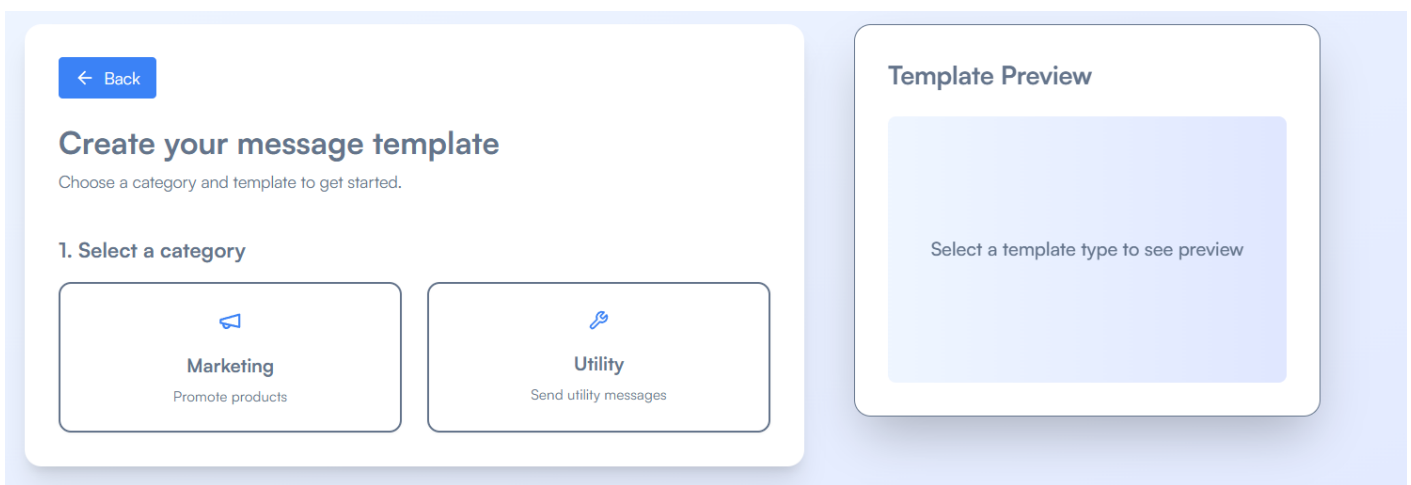 Back
Create your message template
Choose a category and template to get started.
1. Select a category
Marketing
Promote products
Utility
Send utility messages
Template Preview
Select a template type to see preview